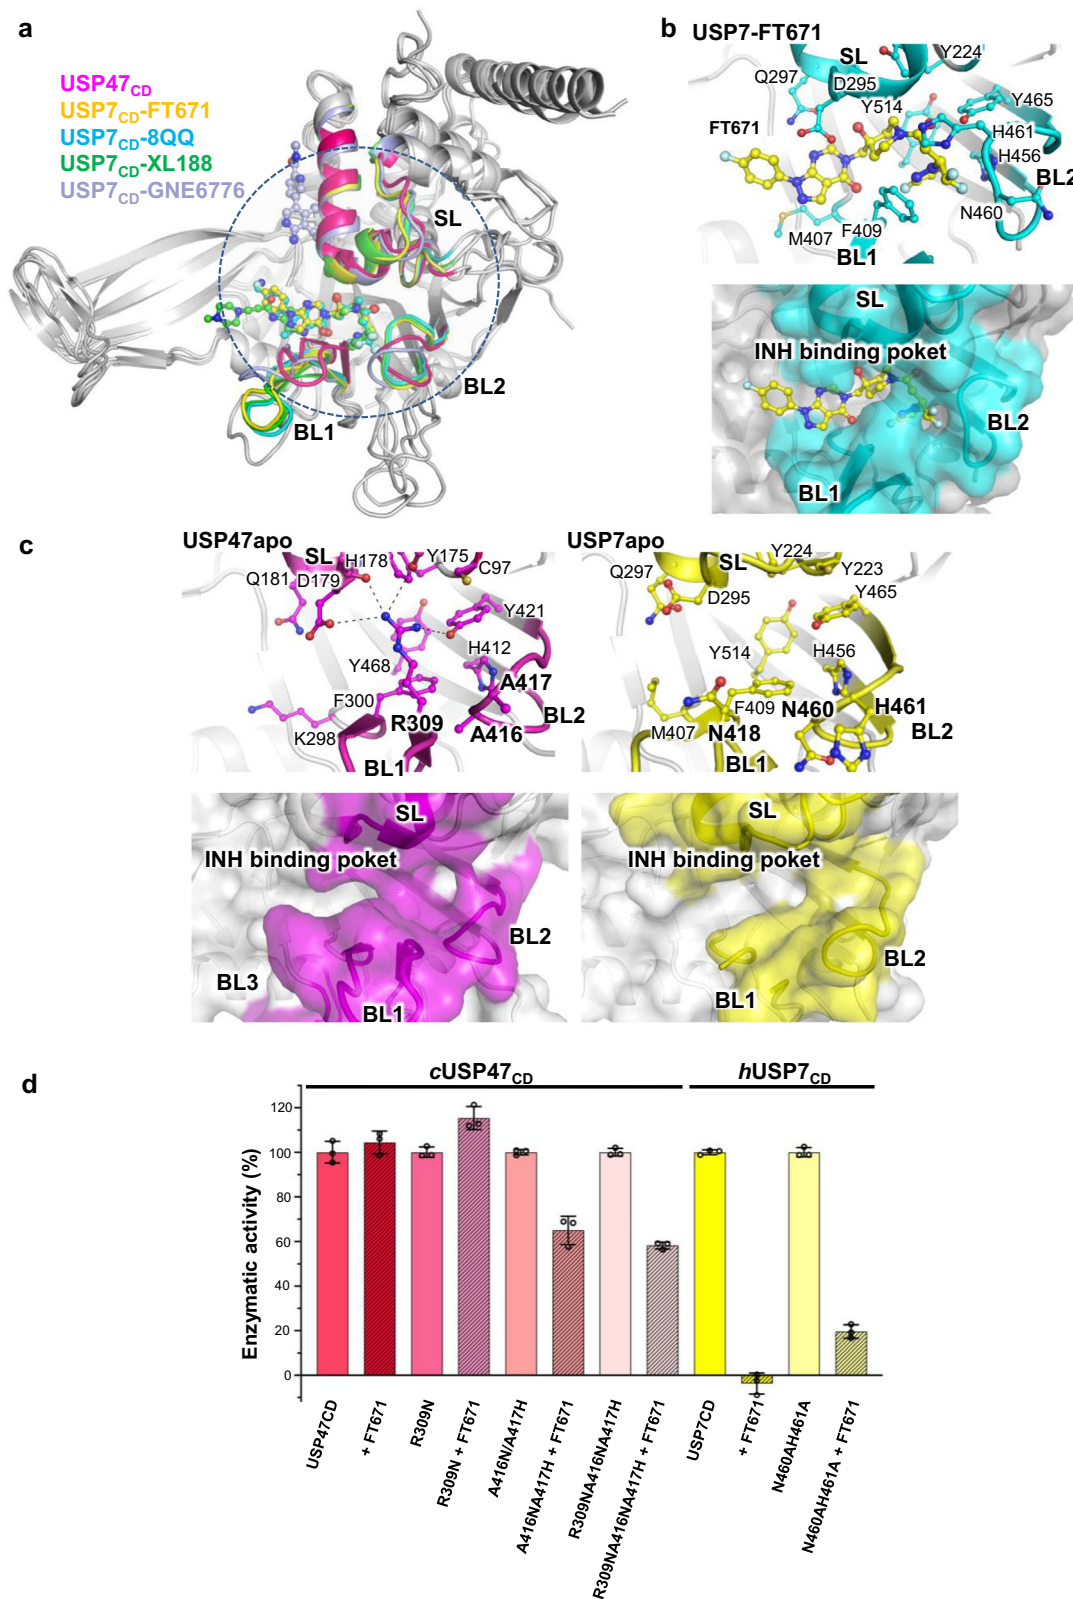 a
USP47CD
USP7CD-FT671
USP7CD-8QQ
USP7CD-XL188
USP7CD-GNE6776
SL
BL1
BL2
b
USP7-FT671
SL
Y224
Q297
D295
Y514
Y465
FT671
H461
H456
BL2
N460
M407
F409
BL1
SL
INH binding poket
BL2
BL1
c
USP47apo
SL
H178
Y175
Q181
D179
C97
Y421
Y468
H412
A417
F300
R309
BL2
A416
K298
BL1
USP7apo
SL
Y224
Q297
Y223
D295
Y465
Y514
H456
F409
N460
H461
M407
N418
BL2
BL1
SL
INH binding poket
BL2
BL3
BL1
SL
INH binding poket
BL2
BL1
d
cUSP47CD
hUSP7CD
Enzymatic activity (%)
120
100
80
60
40
20
0
USP47CD
+ FT671
R309N
R309N + FT671
A416N/A417H
A416NA417H + FT671
R309NA416NA417H
R309NA416NA417H + FT671
USP7CD
+ FT671
N460AH461A
N460AH461A + FT671